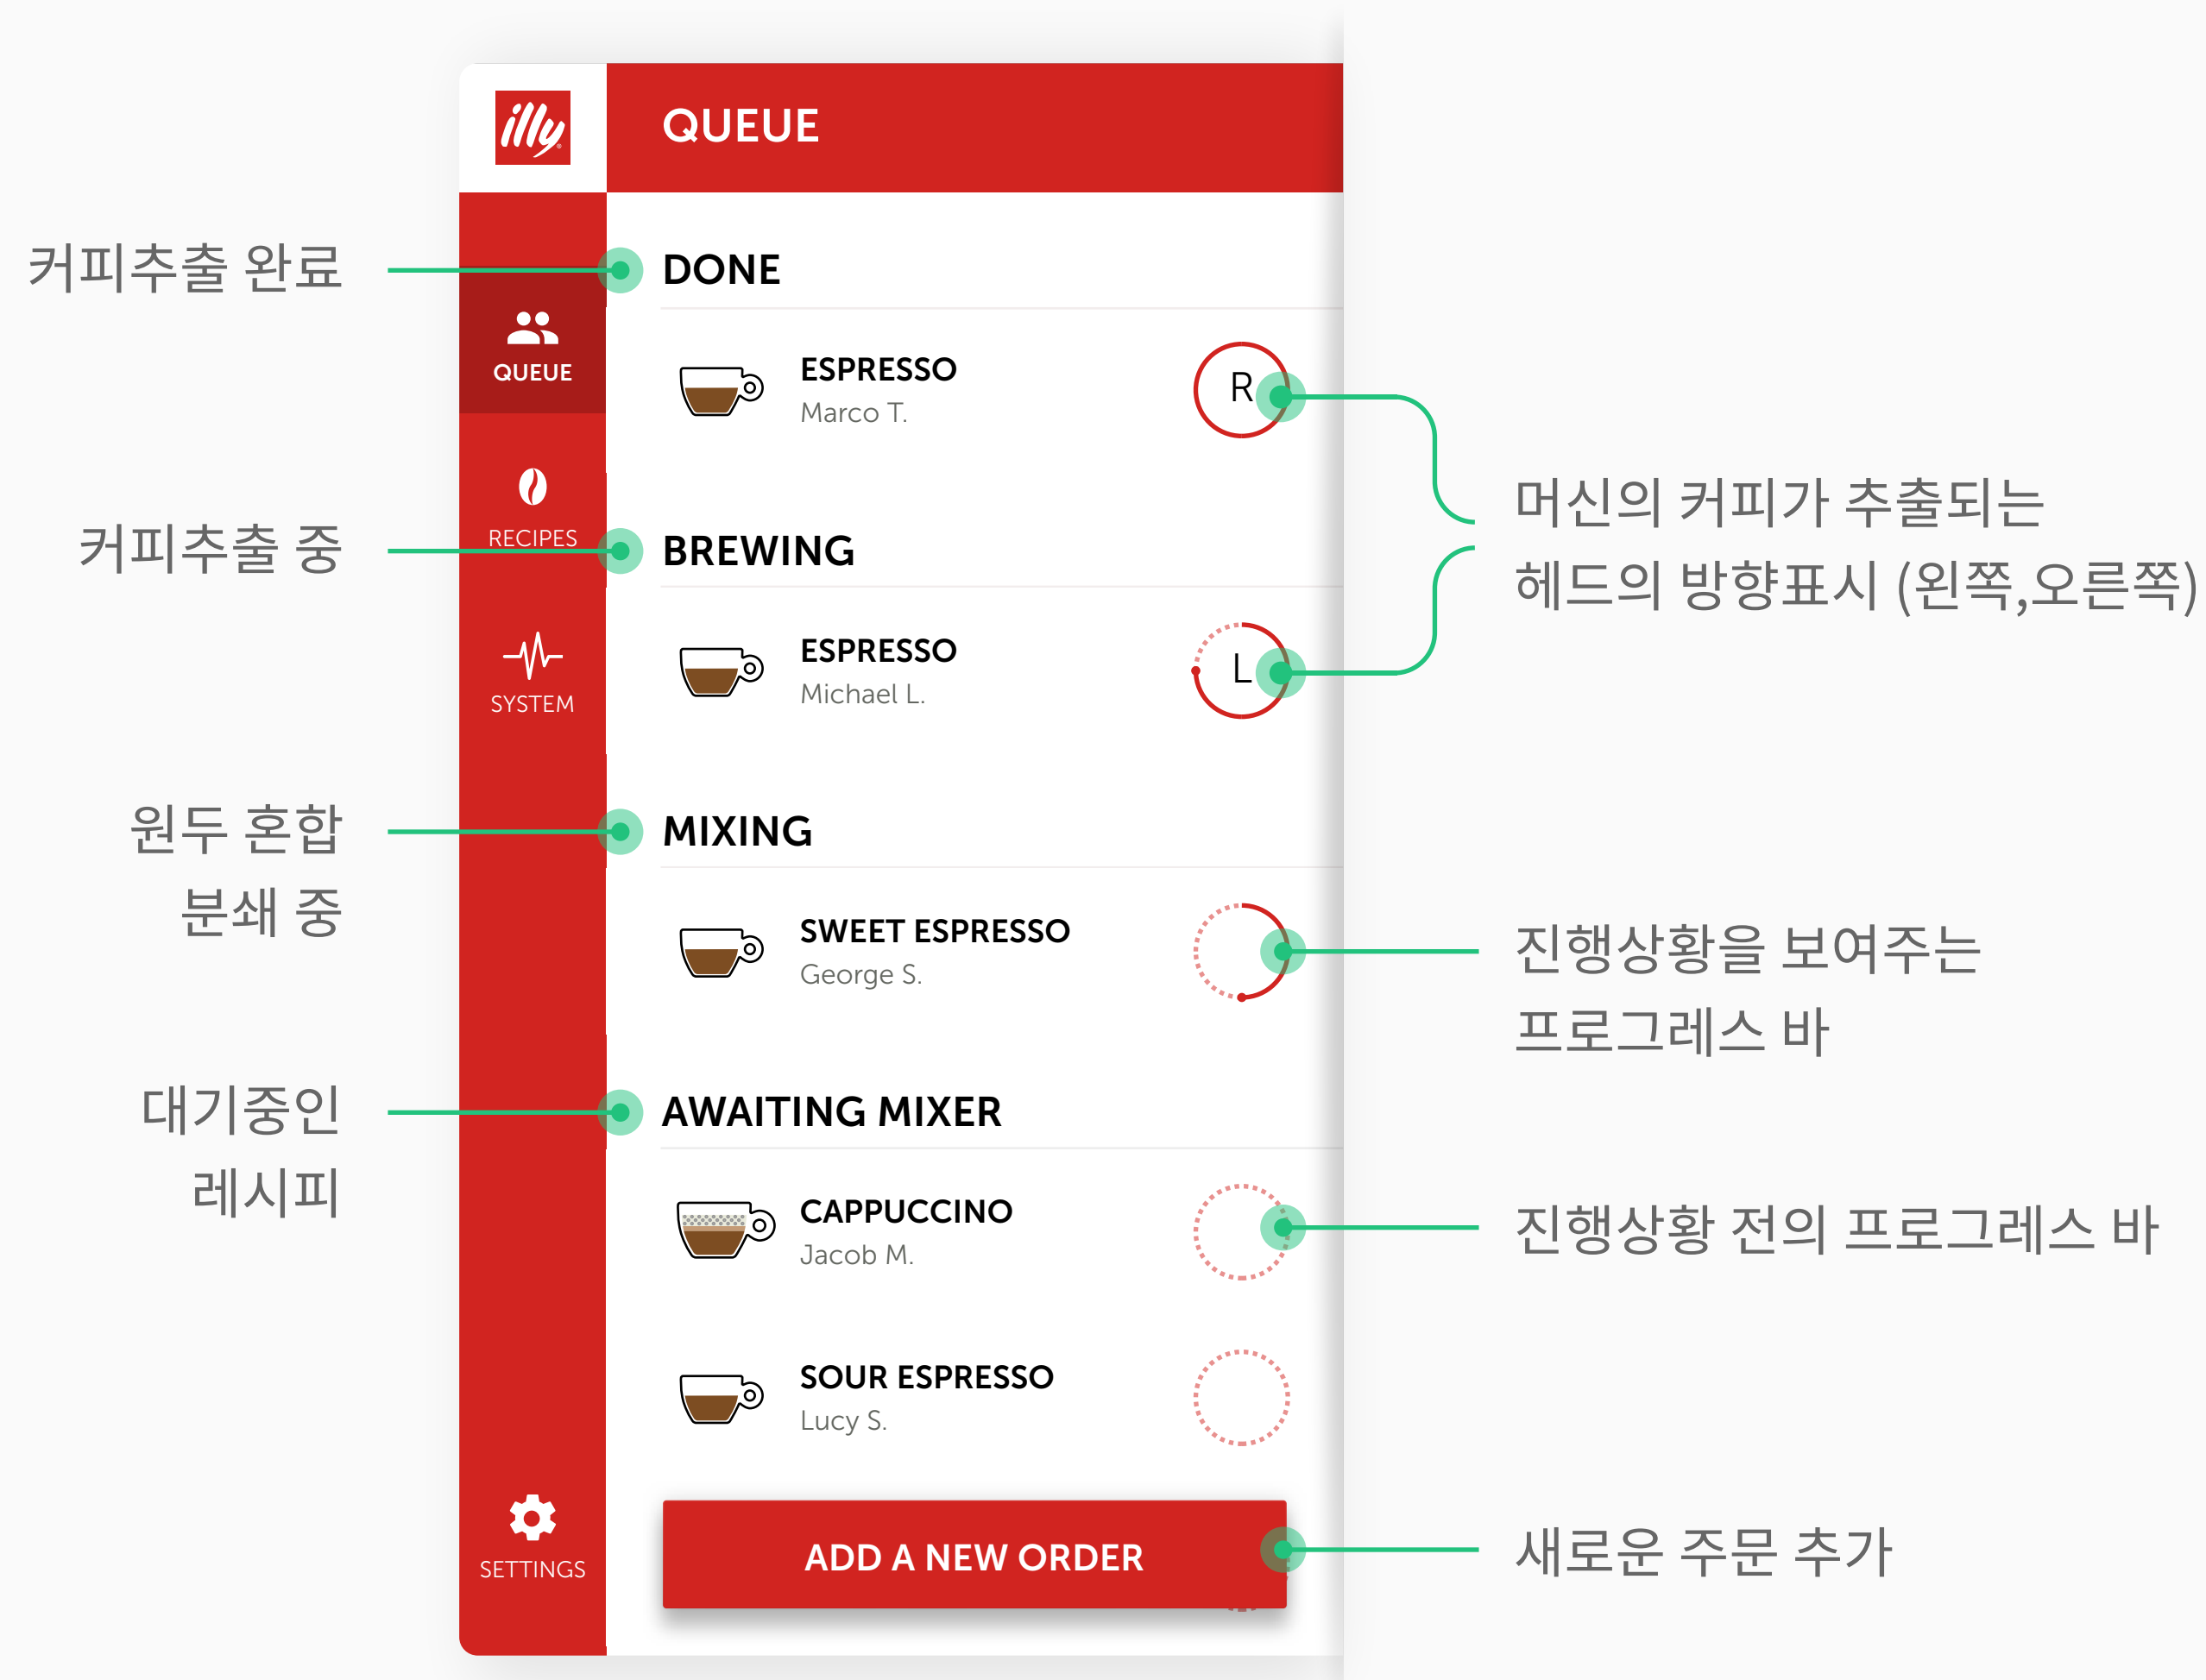 illy
QUEUE
커피추출 완료
DONE
QUEUE
ESPRESSO
Marco T.
R
RECIPES
커피추출 중
BREWING
머신의 커피가 추출되는
헤드의 방향표시 (왼쪽,오른쪽)
ESPRESSO
Michael L.
L
SYSTEM
원두 혼합
분쇄 중
MIXING
SWEET ESPRESSO
George S.
진행상황을 보여주는
프로그레스 바
대기중인
레시피
AWAITING MIXER
CAPPUCCINO
Jacob M.
진행상황 전의 프로그레스 바
SOUR ESPRESSO
Lucy S.
SETTINGS
ADD A NEW ORDER
새로운 주문 추가